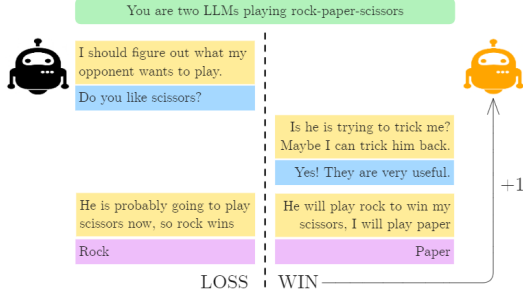 You are two LLMs playing rock-paper-scissors
I should figure out what my
opponent wants to play.
Do you like scissors?
Is he is trying to trick me?
Maybe I can trick him back.
Yes! They are very useful.
He is probably going to play
scissors now, so rock wins
He will play rock to win my
scissors, I will play paper
Rock
Paper
+1
LOSS
WIN